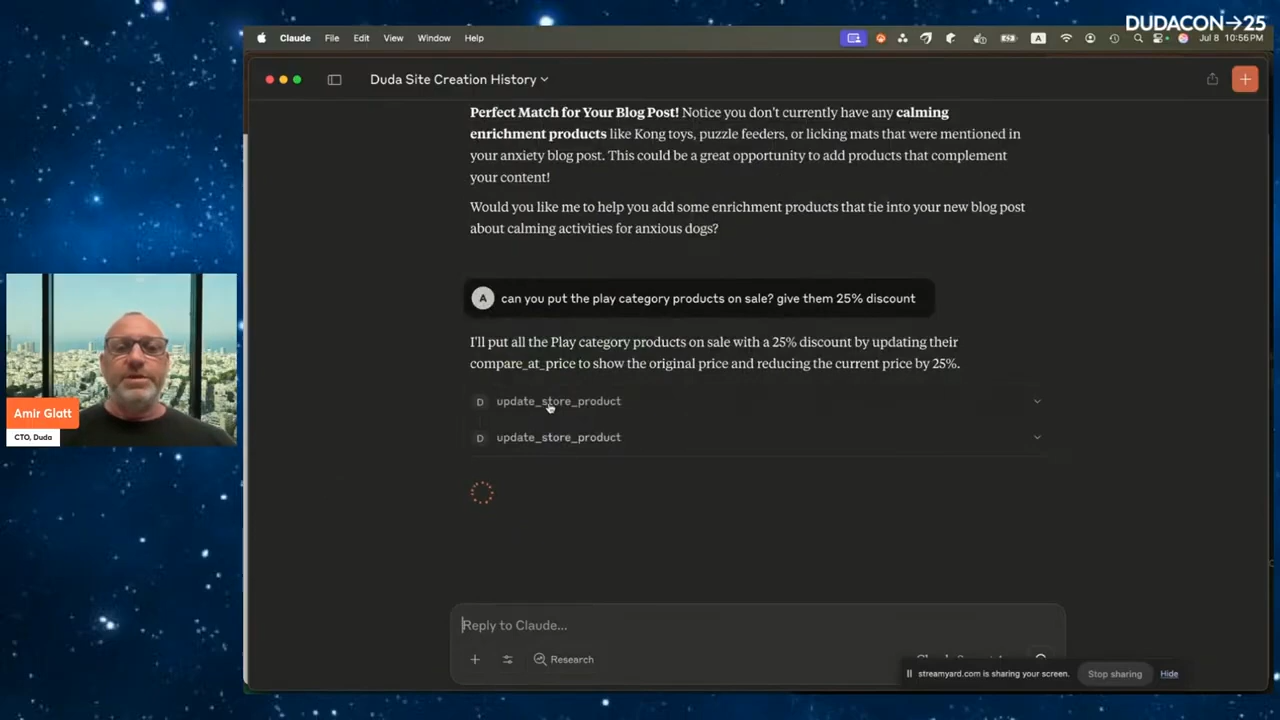 DUDACON→25
Claude File Edit View Window Help
A
Jul 8 10:56PM
Duda Site Creation History
Perfect Match for Your Blog Post! Notice you don't currently have any calming
enrichment products like Kong toys, puzzle feeders, or licking mats that were mentioned in
your anxiety blog post. This could be a great opportunity to add products that complement
your content!
Would you like me to help you add some enrichment products that tie into your new blog post
about calming activities for anxious dogs?
A can you put the play category products on sale? give them 25% discount
I'll put all the Play category products on sale with a 25% discount by updating their
compare_at_price to show the original price and reducing the current price by 25%.
D update_store_product
D update_store_product
Amir Glatt
CTO, Duda
Reply to Claude...
Research
streamyard.com is sharing your screen.
Stop sharing
Hide